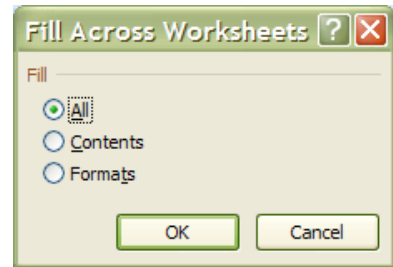 Fill Across Worksheets ? X
Fill
All
Contents
Formats
OK Cancel